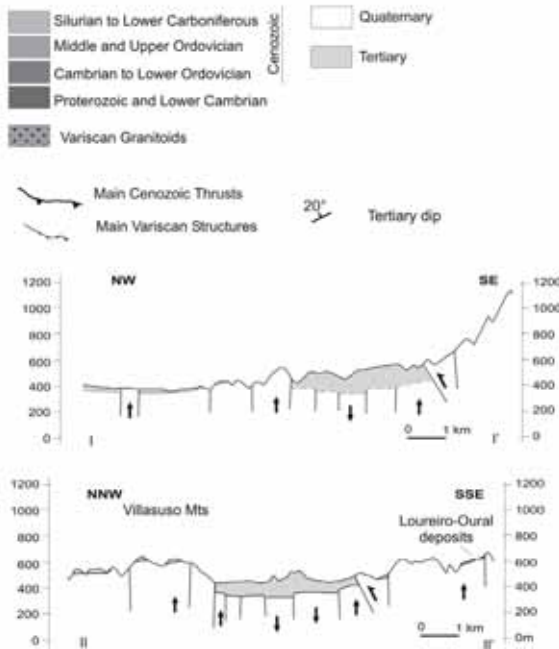 Silurian to Lower Carboniferous
Middle and Upper Ordovician
Cambrian to Lower Ordovician
Proterozoic and Lower Cambrian
Variscan Granitoids
Cenozoic
Quaternary
Tertiary
Main Cenozoic Thrusts
Main Variscan Structures
20°
Tertiary dip
NW
SE
1200
1000
800
600
400
200
0
1200
1000
800
600
400
200
0
I
0 1 km
I'
NNW
SSE
Villasuso Mts
Loureiro-Oural
deposits
1200
1000
800
600
400
200
0
1200
1000
800
600
400
200
0m
II
0 1 km
II'